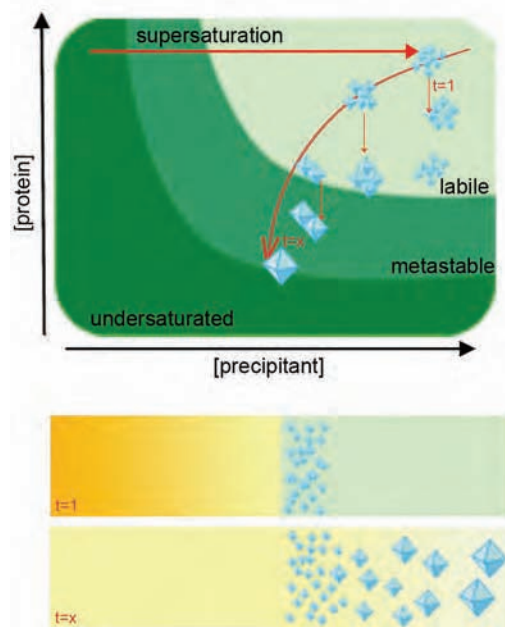 supersaturation
t=1
[protein]
labile
t=x
metastable
undersaturated
[precipitant]
t=1
t=x